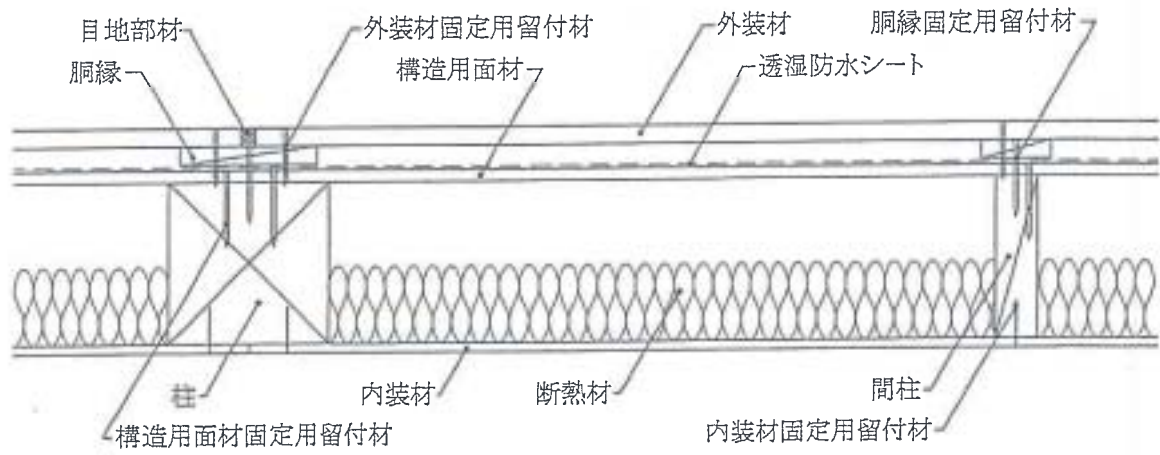 目地部材
外装材固定用留付材
外装材
胴縁固定用留付材
胴縁
構造用面材
透湿防水シート
柱
内装材
断熱材
間柱
構造用面材固定用留付材
内装材固定用留付材